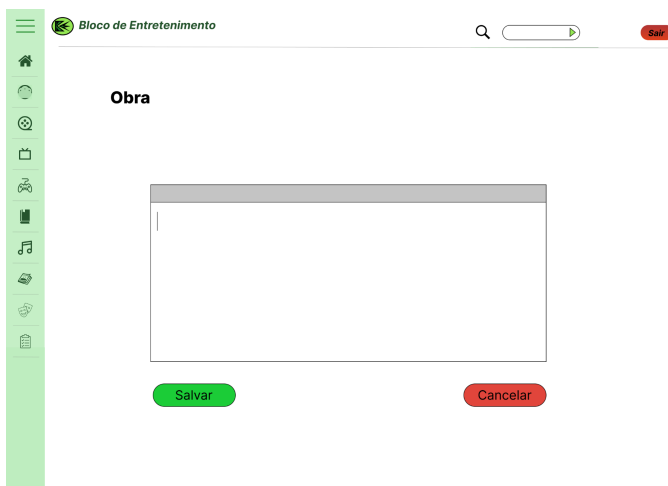 Bloco de Entretenimento
Sair
Obra
Salvar
Cancelar